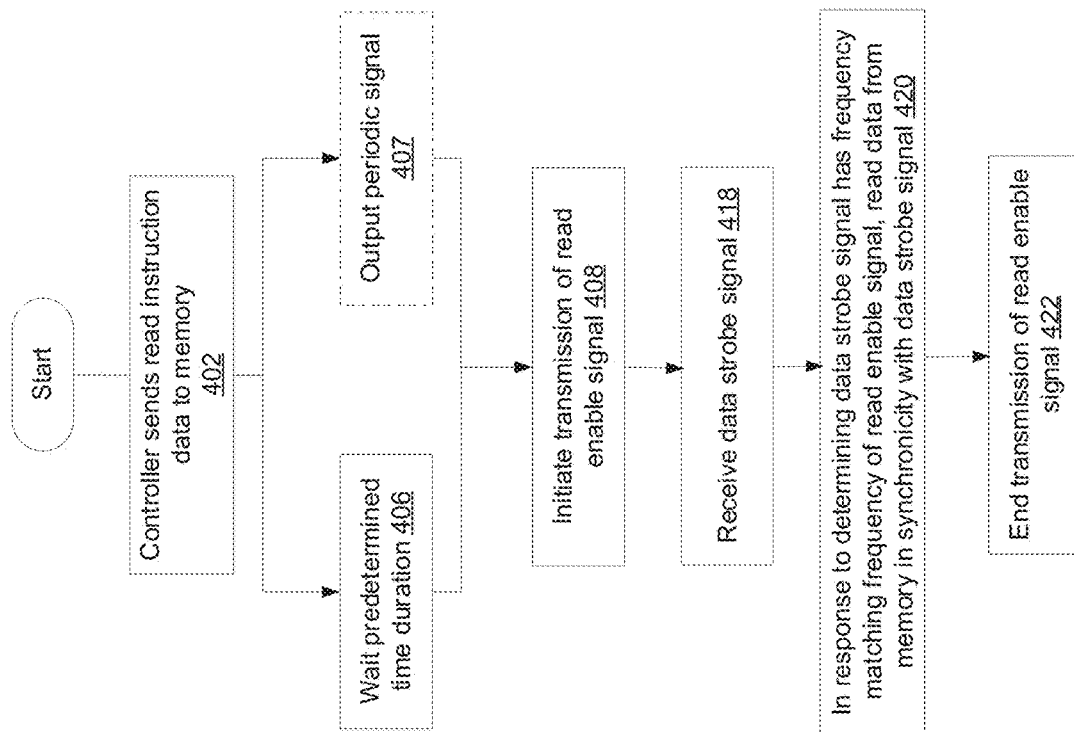 Start
Controller sends read instruction
data to memory
402
Wait predetermined
time duration 406
Output periodic signal
407
Initiate transmission of read
enable signal 408
Receive data strobe signal 418
In response to determining data strobe signal has frequency
matching frequency of read enable signal, read data from
memory in synchronicity with data strobe signal 420
End transmission of read enable
signal 422